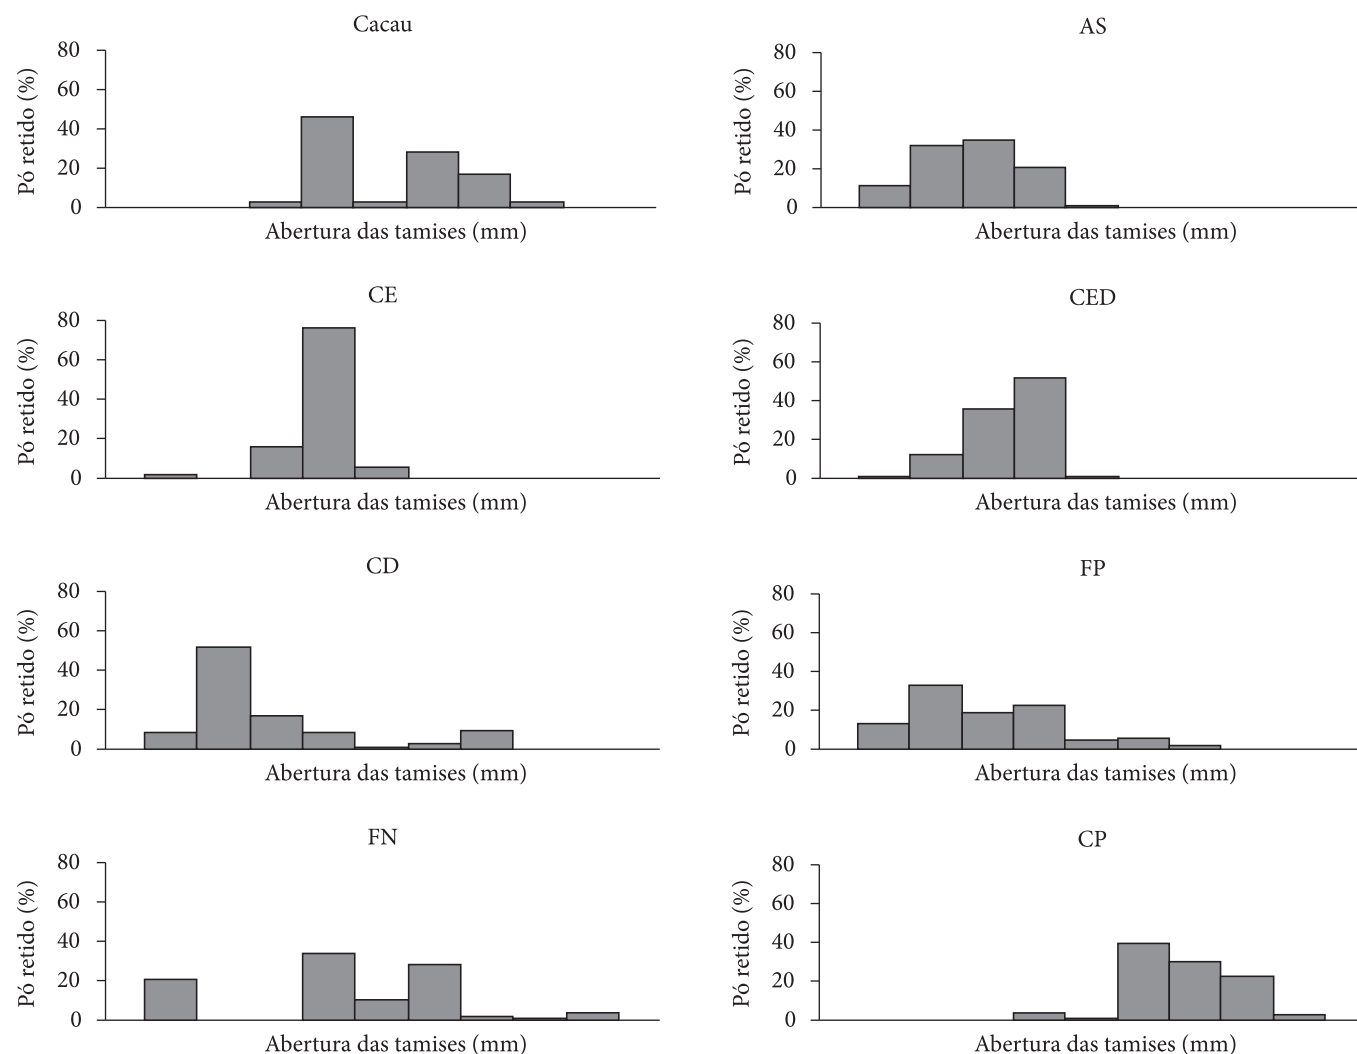 Cacau
80
60
40
20
0
Pó retido (%)
Abertura das tamises (mm)
AS
80
60
40
20
0
Pó retido (%)
Abertura das tamises (mm)
CE
80
60
40
20
0
Pó retido (%)
Abertura das tamises (mm)
CED
80
60
40
20
0
Pó retido (%)
Abertura das tamises (mm)
CD
80
60
40
20
0
Pó retido (%)
Abertura das tamises (mm)
FP
80
60
40
20
0
Pó retido (%)
Abertura das tamises (mm)
FN
80
60
40
20
0
Pó retido (%)
Abertura das tamises (mm)
CP
80
60
40
20
0
Pó retido (%)
Abertura das tamises (mm)